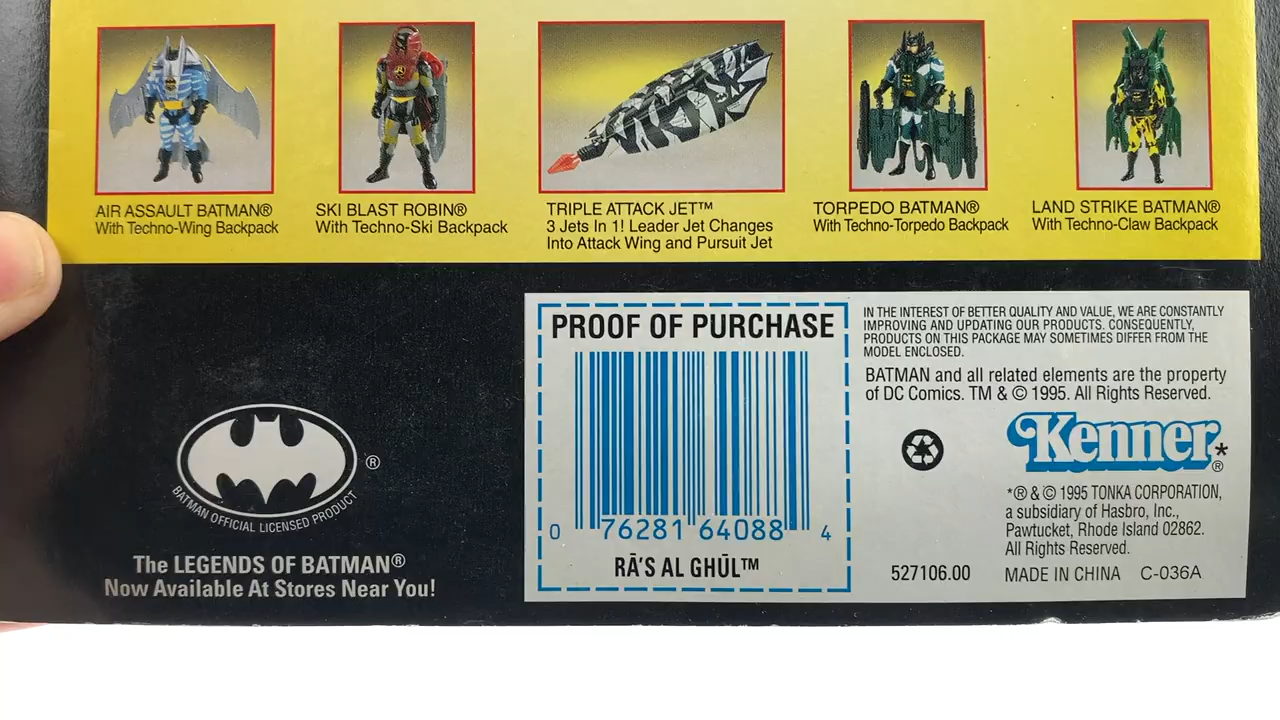 AIR ASSAULT BATMAN®
With Techno-Wing Backpack
SKI BLAST ROBIN®
With Techno-Ski Backpack
TRIPLE ATTACK JET™
3 Jets In 1! Leader Jet Changes
Into Attack Wing and Pursuit Jet
TORPEDO BATMAN®
With Techno-Torpedo Backpack
LAND STRIKE BATMAN®
With Techno-Claw Backpack
BATMAN OFFICIAL LICENSED PRODUCT
®
The LEGENDS OF BATMAN®
Now Available At Stores Near You!
PROOF OF PURCHASE
0 76281 64088 4
RĀ'S AL GHŪL™
IN THE INTEREST OF BETTER QUALITY AND VALUE, WE ARE CONSTANTLY
IMPROVING AND UPDATING OUR PRODUCTS. CONSEQUENTLY,
PRODUCTS ON THIS PACKAGE MAY SOMETIMES DIFFER FROM THE
MODEL ENCLOSED.
BATMAN and all related elements are the property
of DC Comics. TM & © 1995. All Rights Reserved.
Kenner®*
*® & © 1995 TONKA CORPORATION,
a subsidiary of Hasbro, Inc.,
Pawtucket, Rhode Island 02862.
All Rights Reserved.
527106.00 MADE IN CHINA C-036A